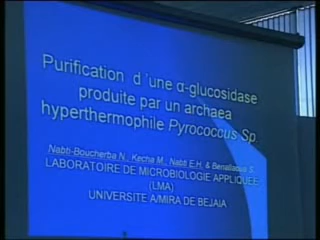 Purification d 'une α-glucosidase
produite par un archaea
hyperthermophile Pyrococcus Sp.
Nabti-Boucherba N., Kecha M., Nabti E.H. & Benallaoua S.
LABORATOIRE DE MICROBIOLOGIE APPLIQUEE
(LMA)
UNIVERSITE A/MIRA DE BEJAIA